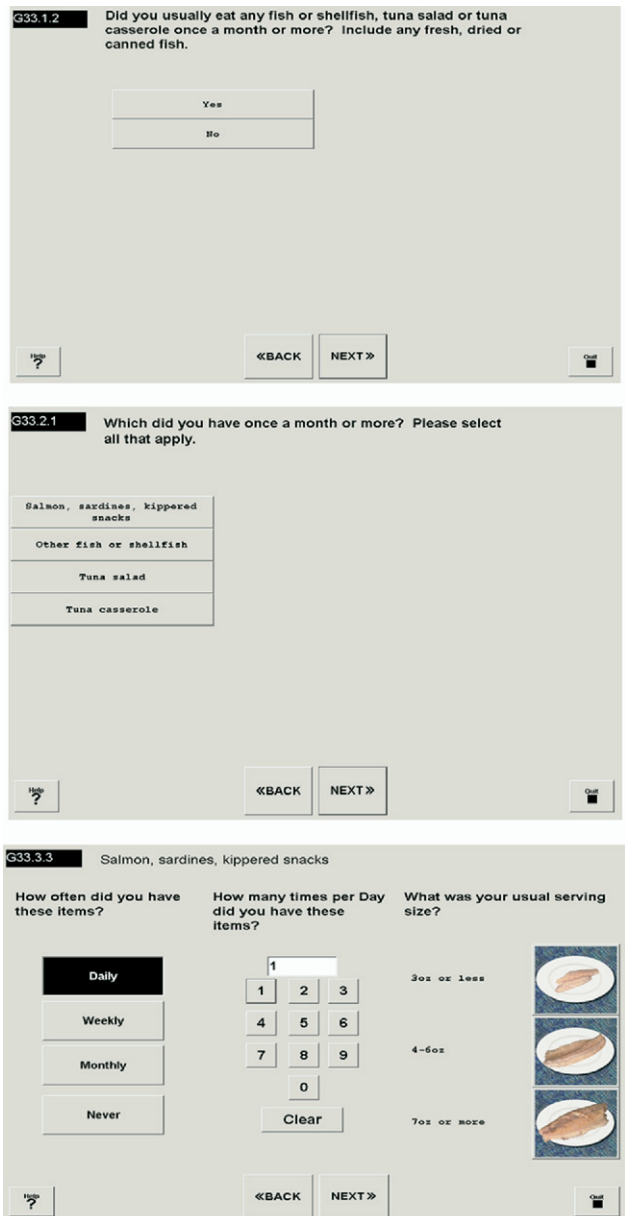 G33.1.2
Did you usually eat any fish or shellfish, tuna salad or tuna
casserole once a month or more? Include any fresh, dried or
canned fish.
Yes
No
Help
?
«BACK
NEXT»
Quit
G33.2.1
Which did you have once a month or more? Please select
all that apply.
Salmon, sardines, kippered
snacks
Other fish or shellfish
Tuna salad
Tuna casserole
Help
?
«BACK
NEXT»
Quit
G33.3.3
Salmon, sardines, kippered snacks
How often did you have
these items?
Daily
Weekly
Monthly
Never
How many times per Day
did you have these
items?
1
1 2 3
4 5 6
7 8 9
0
Clear
What was your usual serving
size?
3oz or less
4-6oz
7oz or more
Help
?
«BACK
NEXT»
Quit